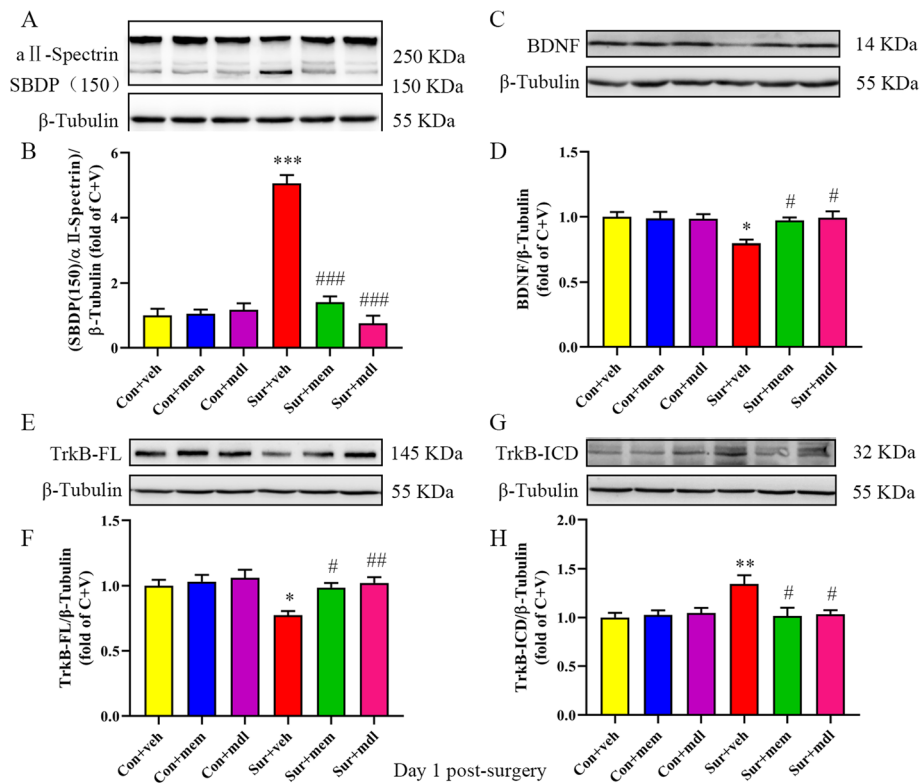 A
αⅡ-Spectrin
250 KDa
SBDP（150）
150 KDa
β-Tubulin
55 KDa
B
(SBDP(150)/α II-Spectrin)/
β-Tubulin (fold of C+V)
6
4
2
0
***
###
###
Con+veh
Con+mem
Con+mdl
Sur+veh
Sur+mem
Sur+mdl
C
BDNF
14 KDa
β-Tubulin
55 KDa
D
BDNF/β-Tubulin
(fold of C+V)
1.5
1.0
0.5
0.0
*
#
#
Con+veh
Con+mem
Con+mdl
Sur+veh
Sur+mem
Sur+mdl
E
TrkB-FL
145 KDa
β-Tubulin
55 KDa
F
TrkB-FL/β-Tubulin
(fold of C+V)
1.5
1.0
0.5
0.0
*
#
##
Con+veh
Con+mem
Con+mdl
Sur+veh
Sur+mem
Sur+mdl
G
TrkB-ICD
32 KDa
β-Tubulin
55 KDa
H
TrkB-ICD/β-Tubulin
(fold of C+V)
2.0
1.5
1.0
0.5
0.0
**
#
#
Con+veh
Con+mem
Con+mdl
Sur+veh
Sur+mem
Sur+mdl
Day 1 post-surgery